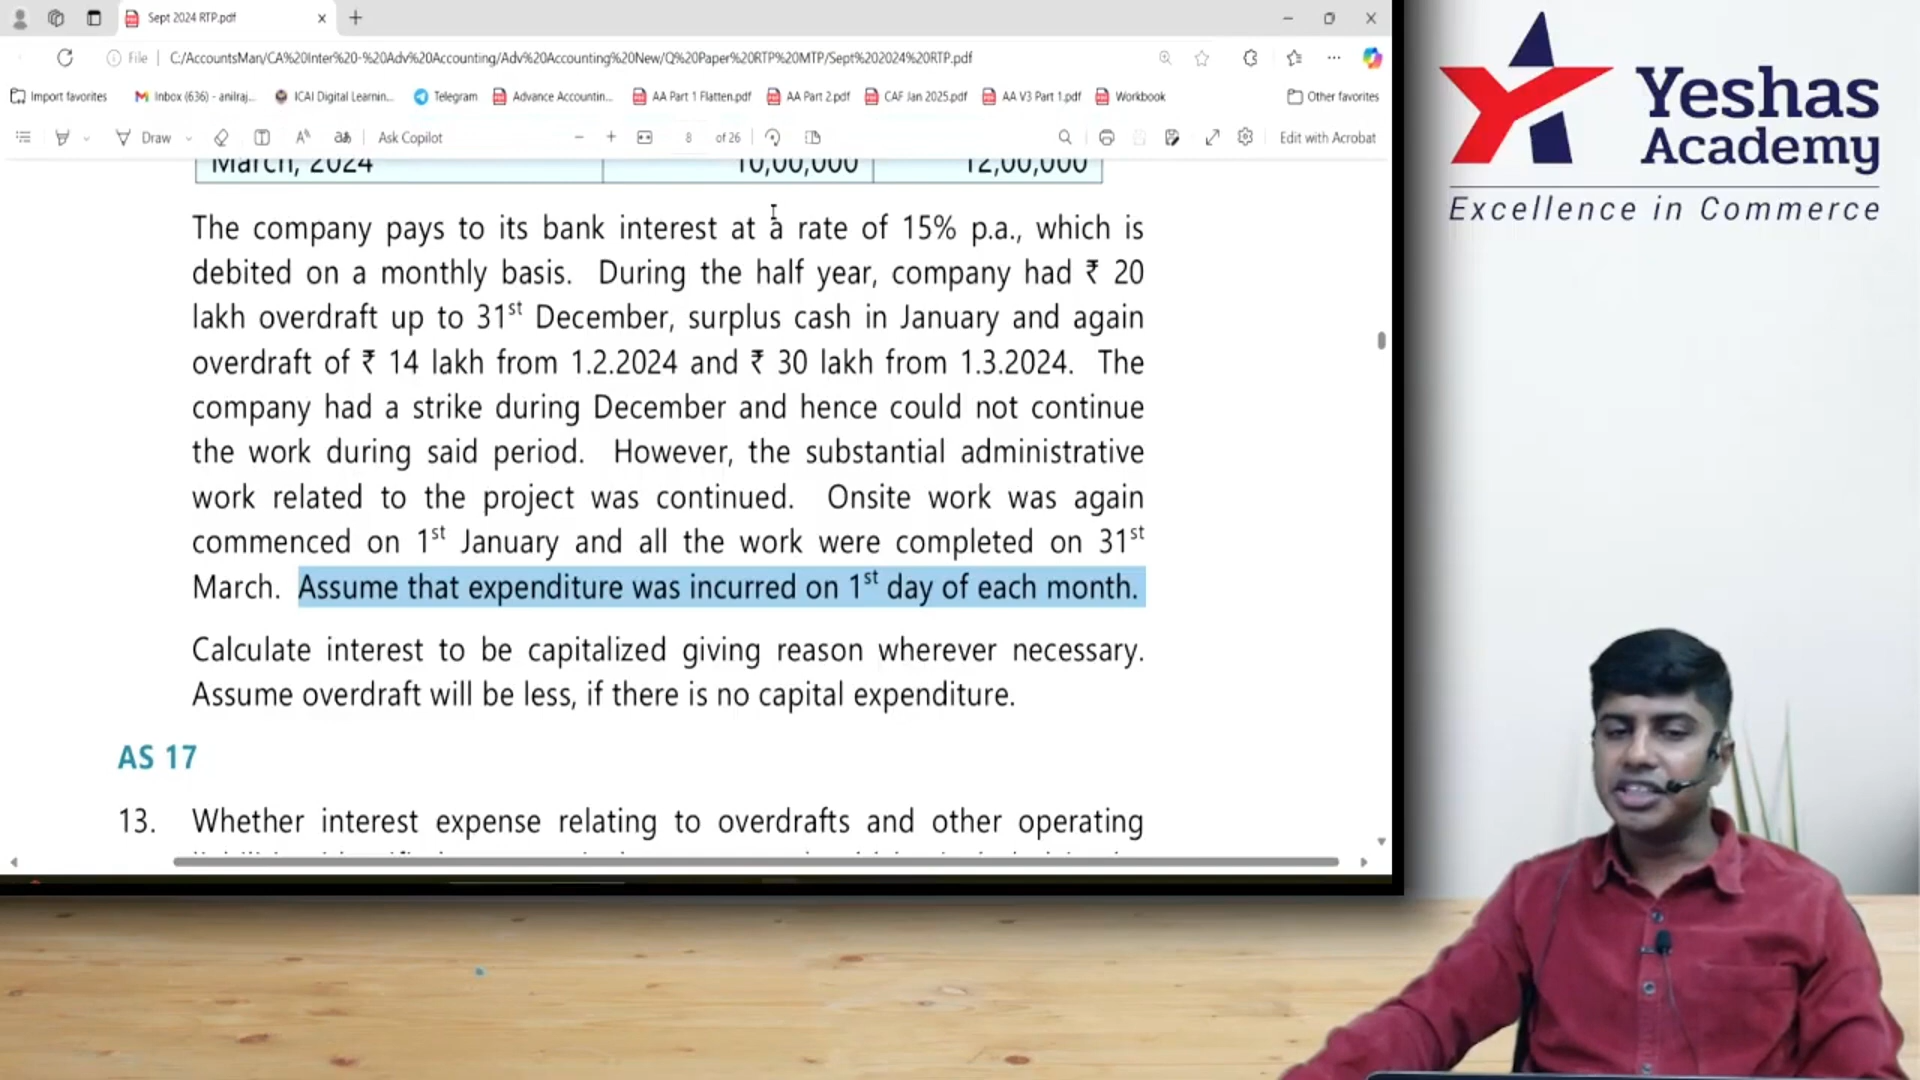 Sept 2024 RTP.pdf
File
C:/AccountsMan/CA%20Inter%20-%20Adv%20Accounting/Adv%20Accounting%20New/Q%20Paper%20RTP%20MTP/Sept%202024%20RTP.pdf
Import favorites
Inbox (636) - anilraj...
ICAI Digital Learnin...
Telegram
Advance Accountin...
AA Part 1 Flatten.pdf
AA Part 2.pdf
CAF Jan 2025.pdf
AA V3 Part 1.pdf
Workbook
Other favorites
Draw
Ask Copilot
8 of 26
Edit with Acrobat
March, 2024 10,00,000 12,00,000
The company pays to its bank interest at a rate of 15% p.a., which is
debited on a monthly basis. During the half year, company had ₹ 20
lakh overdraft up to 31st December, surplus cash in January and again
overdraft of ₹ 14 lakh from 1.2.2024 and ₹ 30 lakh from 1.3.2024. The
company had a strike during December and hence could not continue
the work during said period. However, the substantial administrative
work related to the project was continued. Onsite work was again
commenced on 1st January and all the work were completed on 31st
March. Assume that expenditure was incurred on 1st day of each month.
Calculate interest to be capitalized giving reason wherever necessary.
Assume overdraft will be less, if there is no capital expenditure.
AS 17
13. Whether interest expense relating to overdrafts and other operating
Yeshas
Academy
Excellence in Commerce